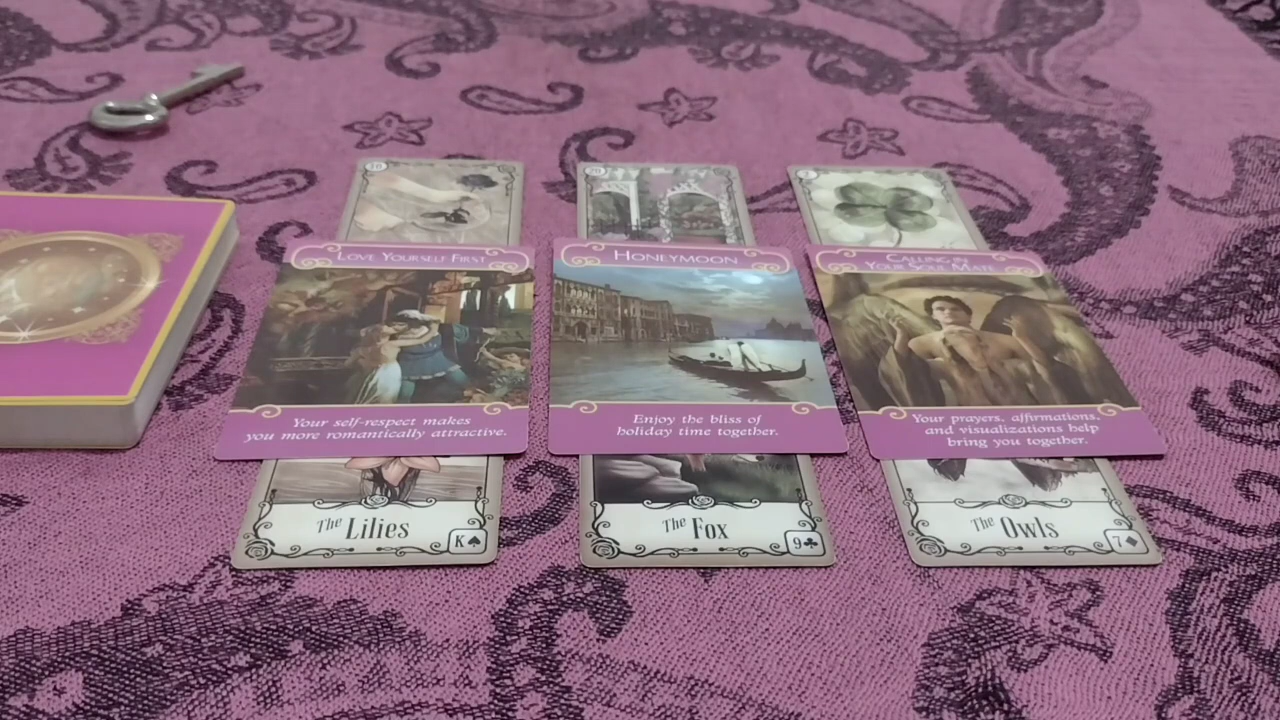 Love Yourself First
Your self-respect makes
you more romantically attractive.
The Lilies
K♠
Honeymoon
Enjoy the bliss of
holiday time together.
The Fox
9♣
Calling in
Your Soul Mate
Your prayers, affirmations,
and visualizations help
bring you together.
The Owls
7♦